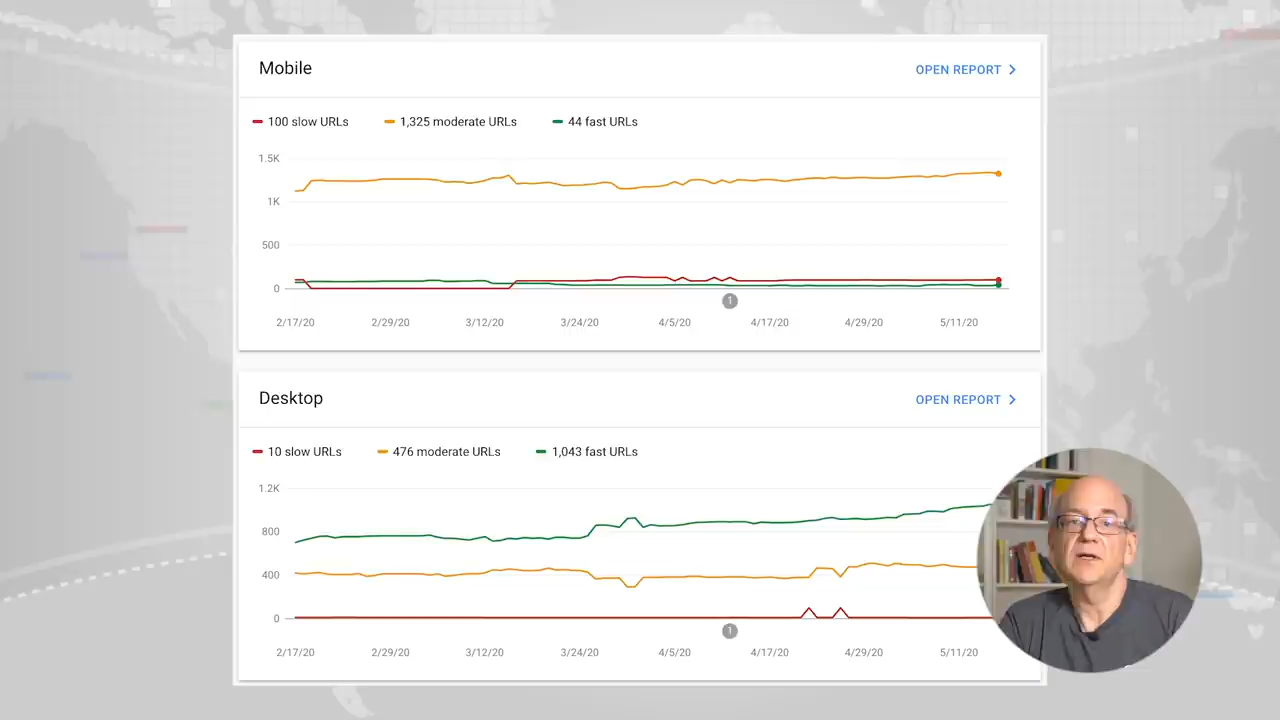 Mobile
OPEN REPORT
100 slow URLs 1,325 moderate URLs 44 fast URLs
1.5K
1K
500
0
1
2/17/20 2/29/20 3/12/20 3/24/20 4/5/20 4/17/20 4/29/20 5/11/20
Desktop
OPEN REPORT
10 slow URLs 476 moderate URLs 1,043 fast URLs
1.2K
800
400
0
1
2/17/20 2/29/20 3/12/20 3/24/20 4/5/20 4/17/20 4/29/20 5/11/20